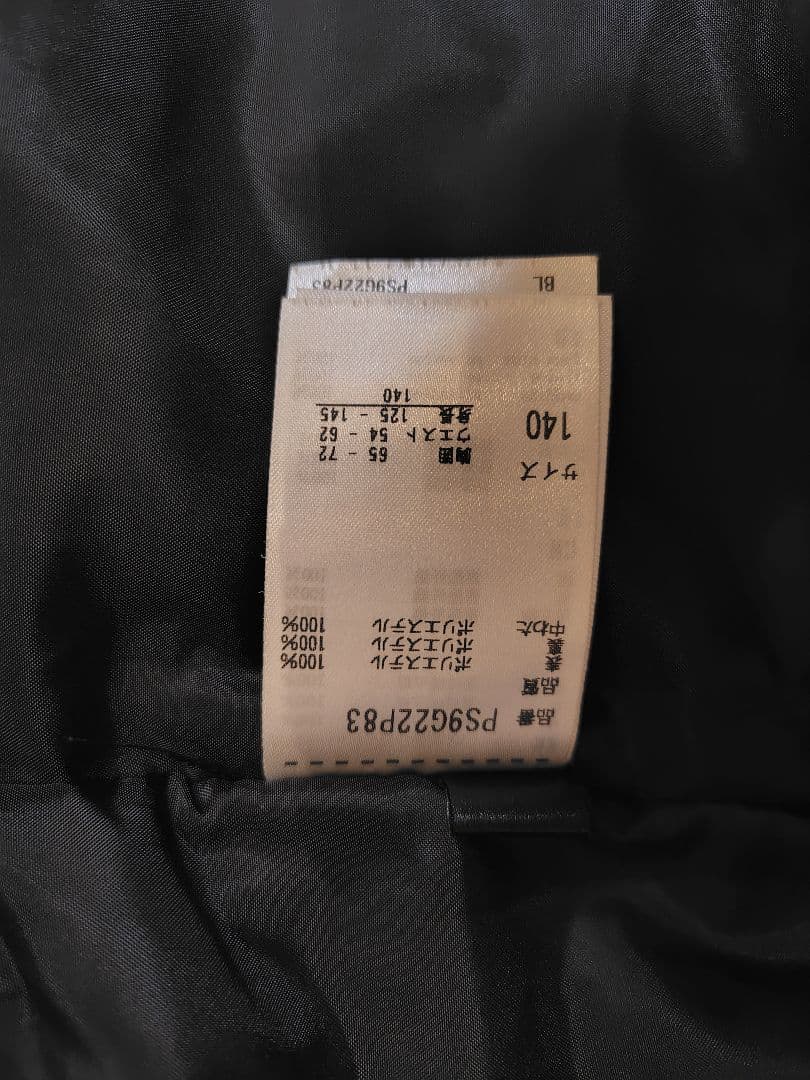 品番 PS9G22P83
品質
表 ポリエステル 100%
裏 ポリエステル 100%
中わた ポリエステル 100%
サイズ
140
胸囲 65 - 72
ウエスト 54 - 62
身長 125 - 145
140
BL PS9G22P83